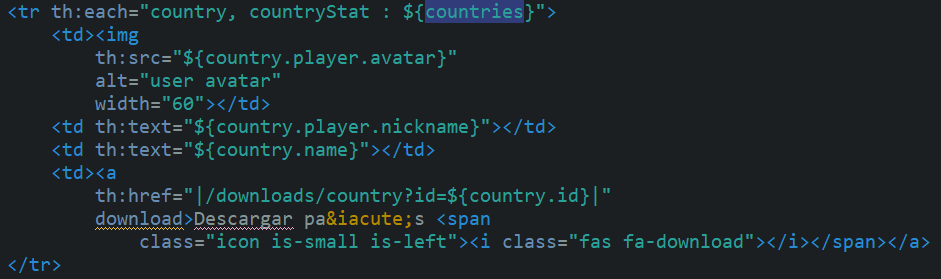 <tr th:each="country, countryStat : ${countries}">
<td><img
th:src="${country.player.avatar}"
alt="user avatar"
width="60"></td>
<td th:text="${country.player.nickname}"></td>
<td th:text="${country.name}"></td>
<td><a
th:href="|/downloads/country?id=${country.id}|"
download>Descargar pa&iacute;s <span
class="icon is-small is-left"><i class="fas fa-download"></i></span></a>
</tr>